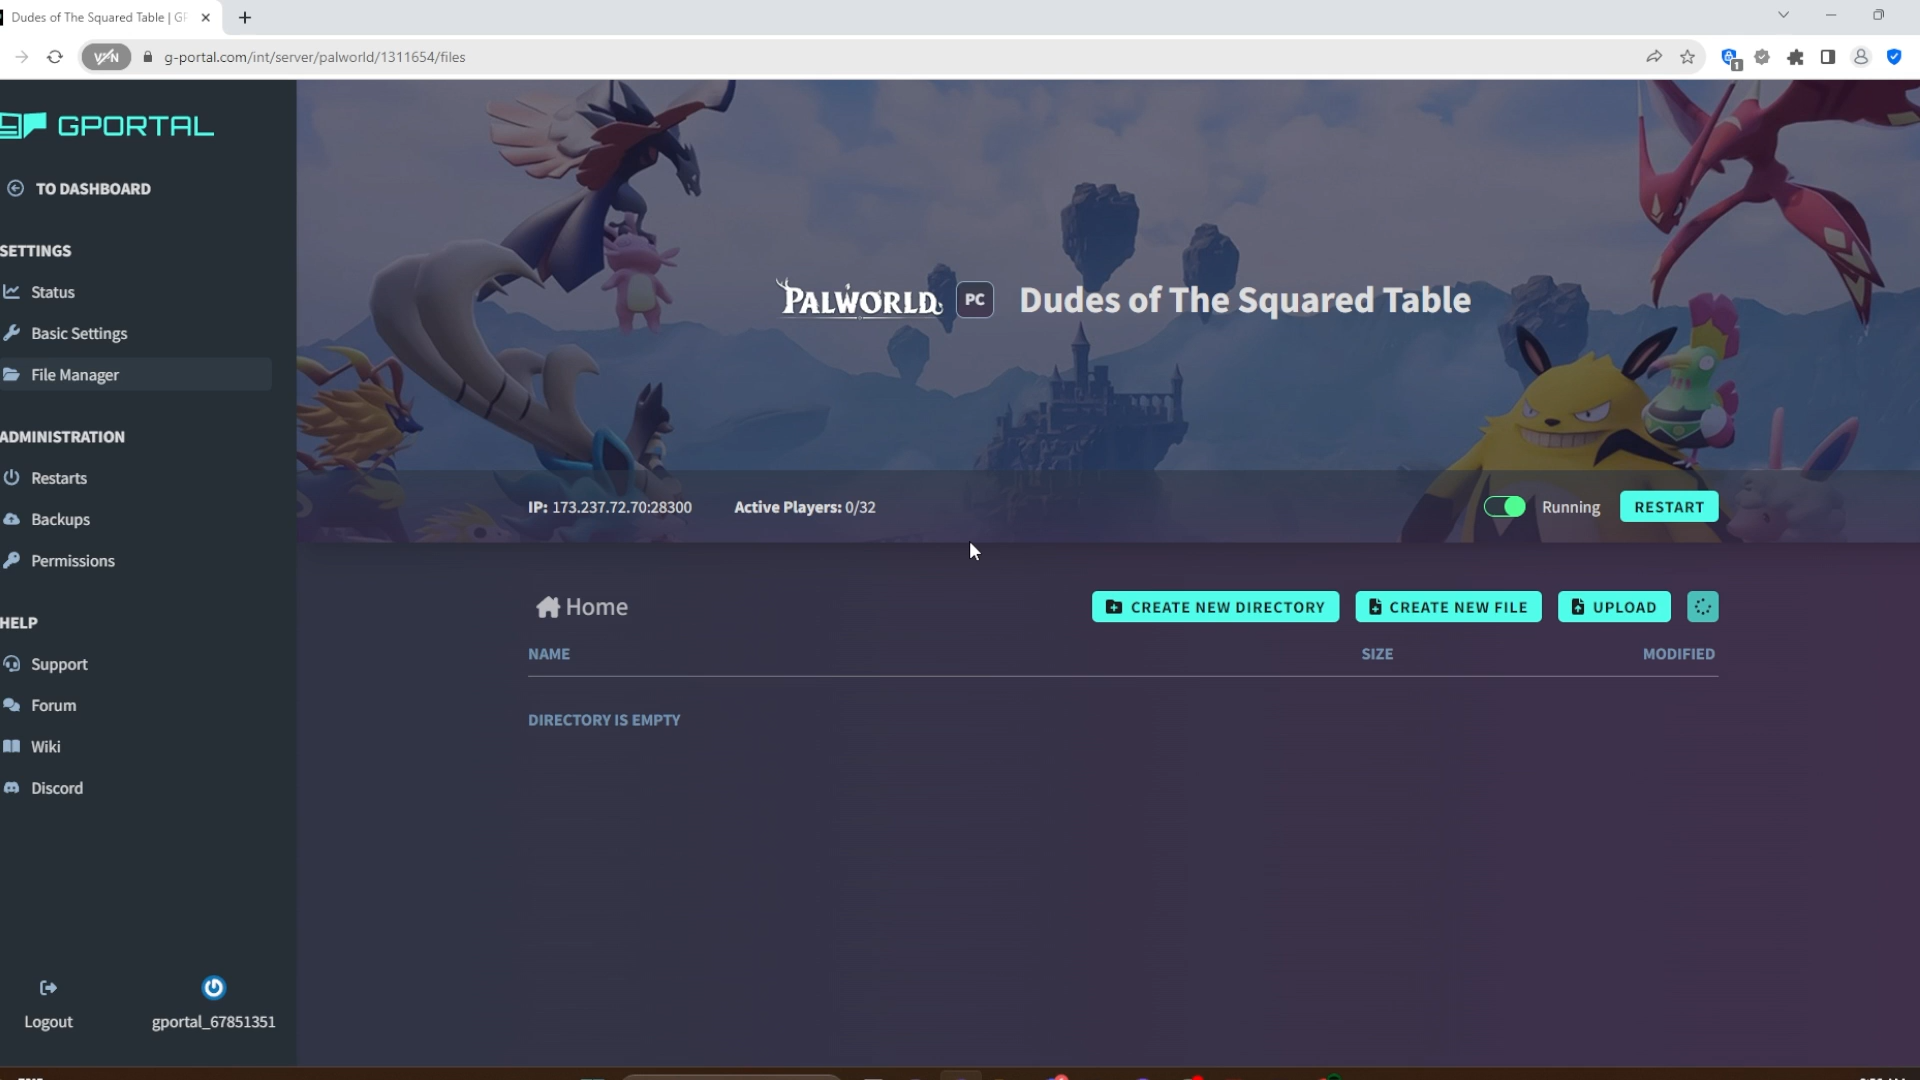 Dudes of The Squared Table | GP
VPN
g-portal.com/int/server/palworld/1311654/files
1
GPORTAL
TO DASHBOARD
SETTINGS
Status
Basic Settings
File Manager
ADMINISTRATION
Restarts
Backups
Permissions
HELP
Support
Forum
Wiki
Discord
Logout
gportal_67851351
PALWORLD
PC
Dudes of The Squared Table
IP: 173.237.72.70:28300
Active Players: 0/32
Running
RESTART
Home
CREATE NEW DIRECTORY
CREATE NEW FILE
UPLOAD
NAME
SIZE
MODIFIED
DIRECTORY IS EMPTY